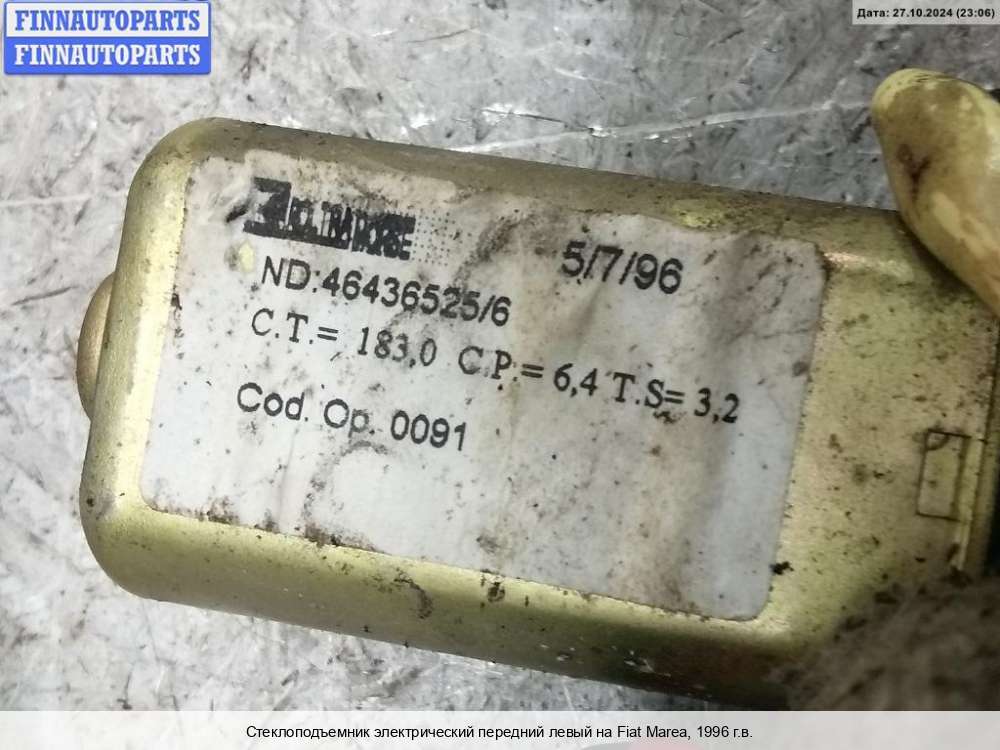 FINNAUTOPARTS
FINNAUTOPARTS
Дата: 27.10.2024 (23:06)
5/7/96
ND:46436525/6
C.T.= 183,0 C.P.= 6,4 T.S= 3,2
Cod. Op. 0091
Стеклоподъемник электрический передний левый на Fiat Marea, 1996 г.в.